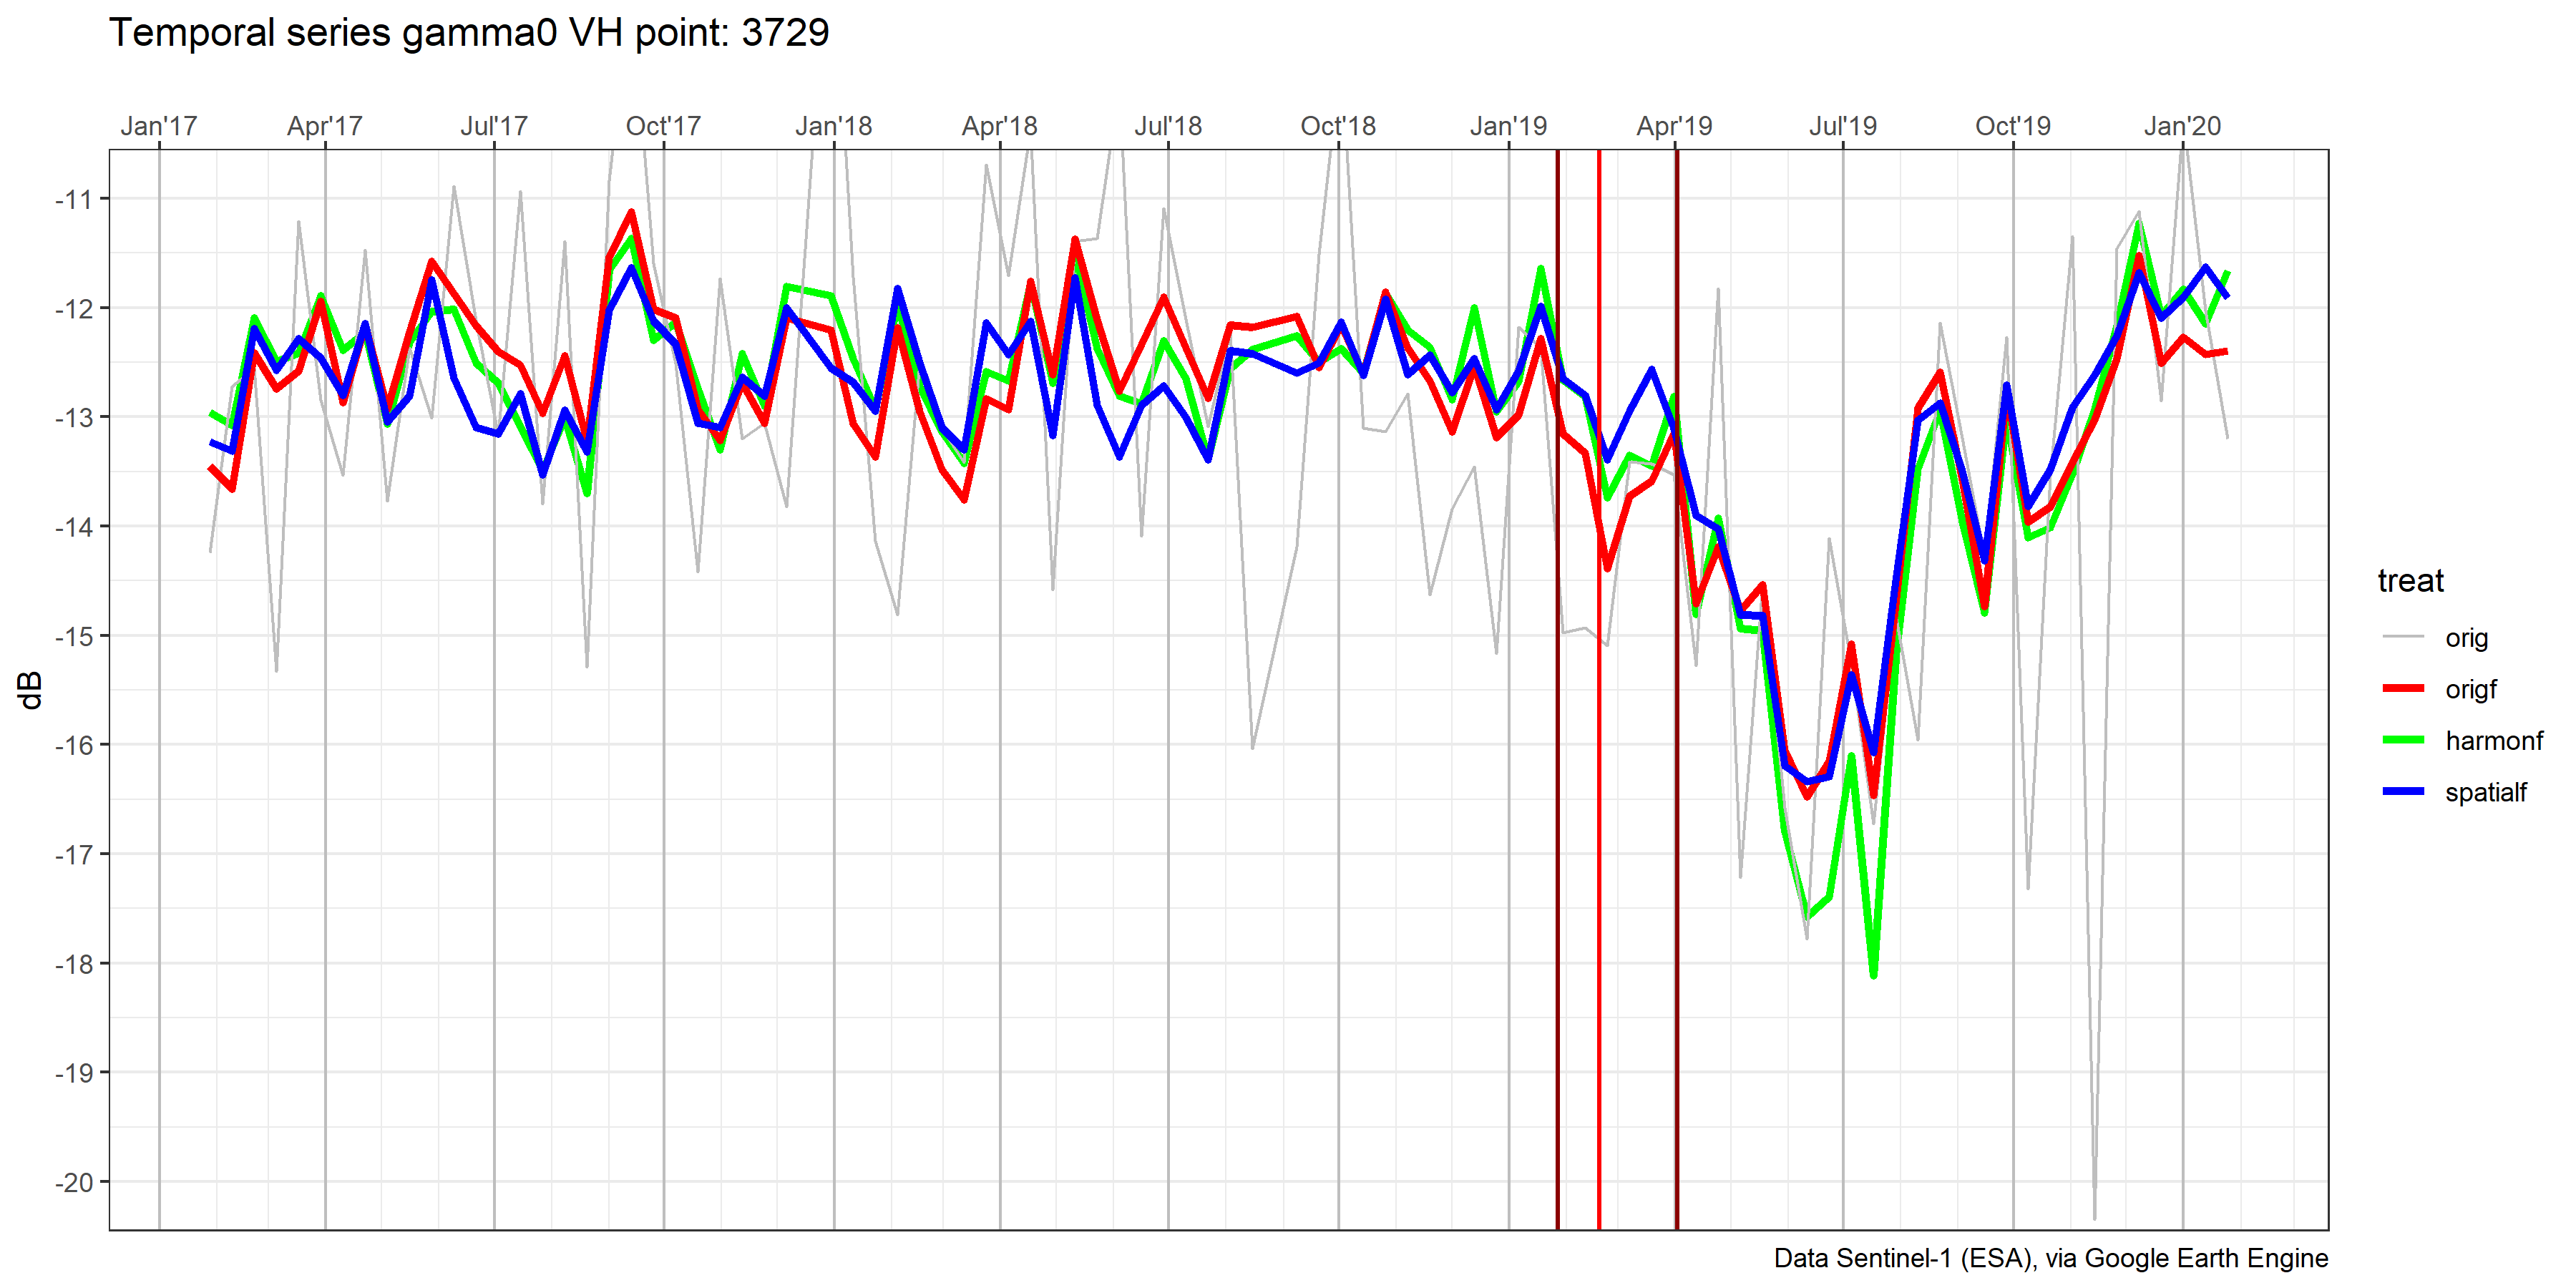 Temporal series gamma0 VH point: 3729
Jan'17 Apr'17 Jul'17 Oct'17 Jan'18 Apr'18 Jul'18 Oct'18 Jan'19 Apr'19 Jul'19 Oct'19 Jan'20
-11
-12
-13
-14
-15
-16
-17
-18
-19
-20
dB
treat
orig
origf
harmonf
spatialf
Data Sentinel-1 (ESA), via Google Earth Engine